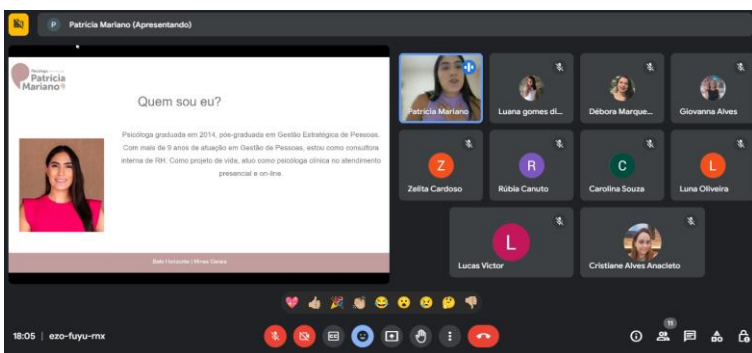 P Patrícia Mariano (Apresentando)
Patrícia
Mariano
Quem sou eu?
Psicóloga graduada em 2014, pós-graduada em Gestão Estratégica de Pessoas.
Com mais de 9 anos de atuação em Gestão de Pessoas, estou como consultora
interna de RH. Como projeto de vida, atuo como psicóloga clínica no atendimento
presencial e on-line.
Belo Horizonte | Minas Gerais
Patrícia Mariano
Luana gomes di...
Débora Marque...
Giovanna Alves
Z
Zelita Cardoso
R
Rúbia Canuto
C
Carolina Souza
L
Luna Oliveira
L
Lucas Victor
Cristiane Alves Anacleto
18:05 | ezo-fuyu-rnx
CC
11